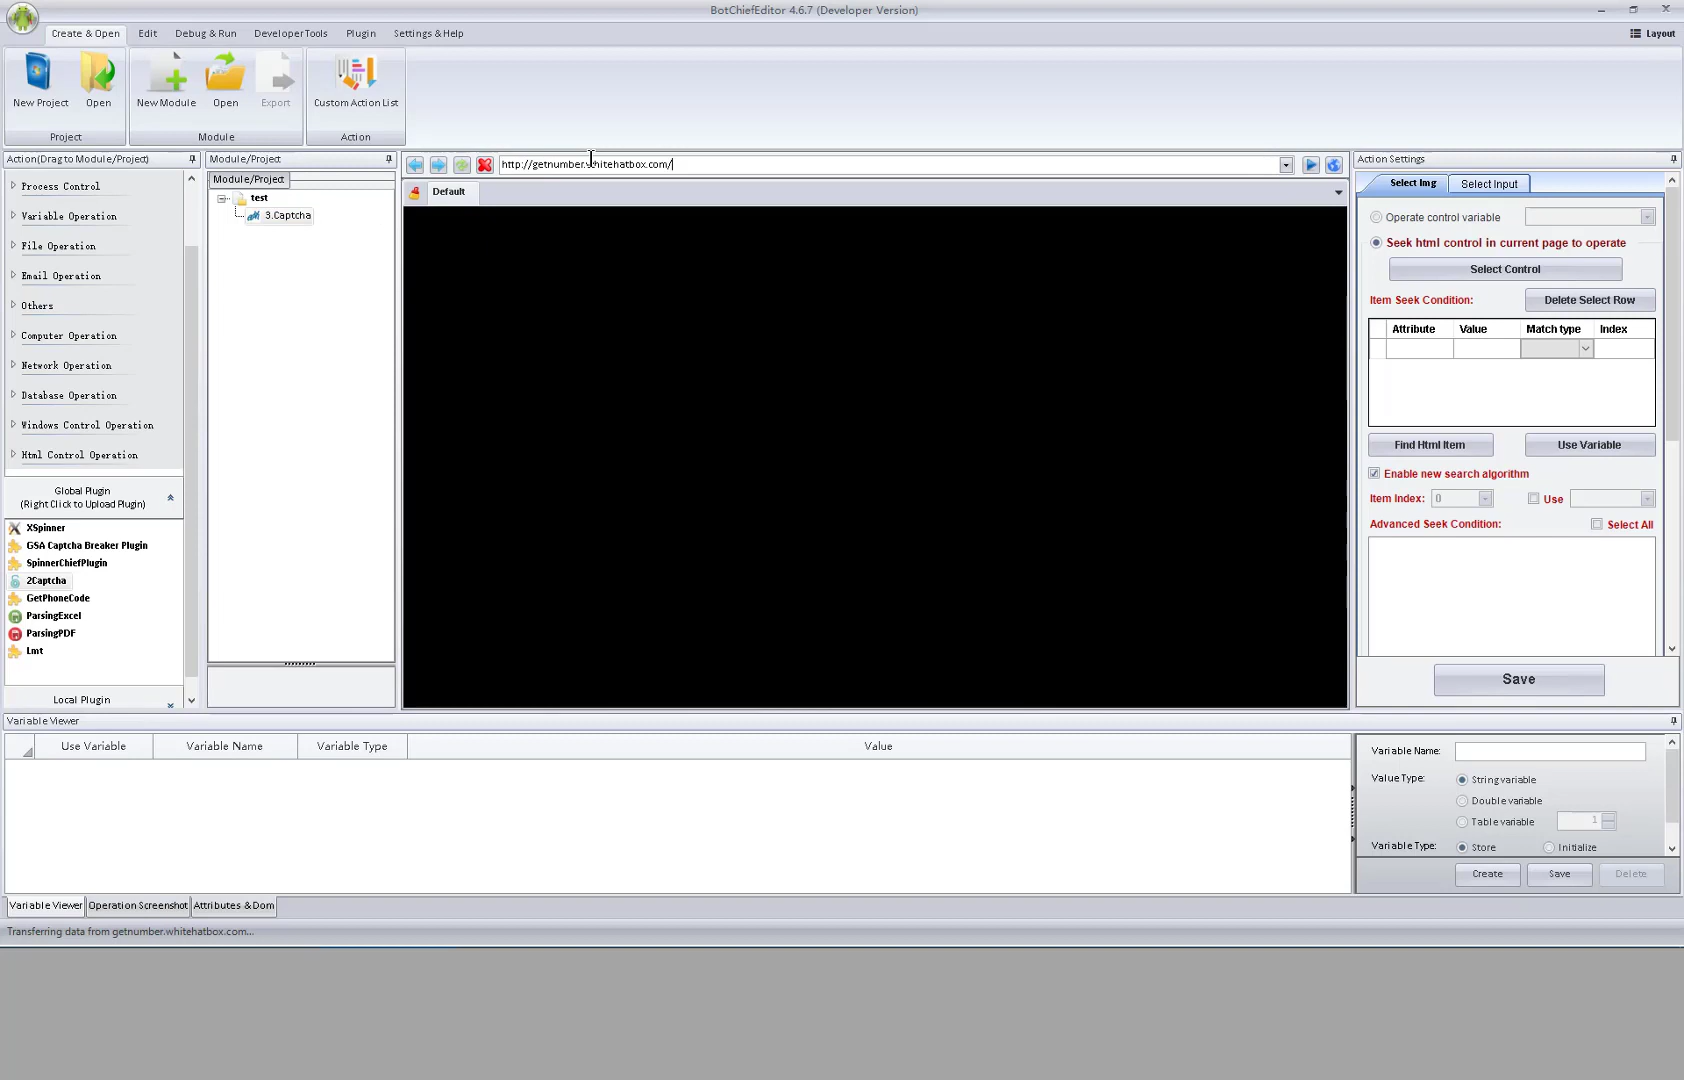 BotChiefEditor 4.6.7 (Developer Version)
Create & Open
Edit
Debug & Run
Developer Tools
Plugin
Settings & Help
Layout
New Project
Open
New Module
Open
Export
Custom Action List
Project
Module
Action
Action(Drag to Module/Project)
Process Control
Variable Operation
File Operation
Email Operation
Others
Computer Operation
Network Operation
Database Operation
Windows Control Operation
Html Control Operation
Global Plugin
(Right Click to Upload Plugin)
XSpinner
GSA Captcha Breaker Plugin
SpinnerChiefPlugin
2Captcha
GetPhoneCode
ParsingExcel
ParsingPDF
Lmt
Local Plugin
Module/Project
Module/Project
test
3.Captcha
http://getnumber.whitehatbox.com/
Default
Action Settings
Select Img
Select Input
Operate control variable
Seek html control in current page to operate
Select Control
Item Seek Condition:
Delete Select Row
Attribute Value Match type Index
Find Html Item
Use Variable
Enable new search algorithm
Item Index: 0
Use
Advanced Seek Condition:
Select All
Save
Variable Viewer
Use Variable Variable Name Variable Type Value
Variable Name:
Value Type:
String variable
Double variable
Table variable
1
Variable Type:
Store
Initialize
Create
Save
Delete
Variable Viewer
Operation Screenshot
Attributes & Dom
Transferring data from getnumber.whitehatbox.com...